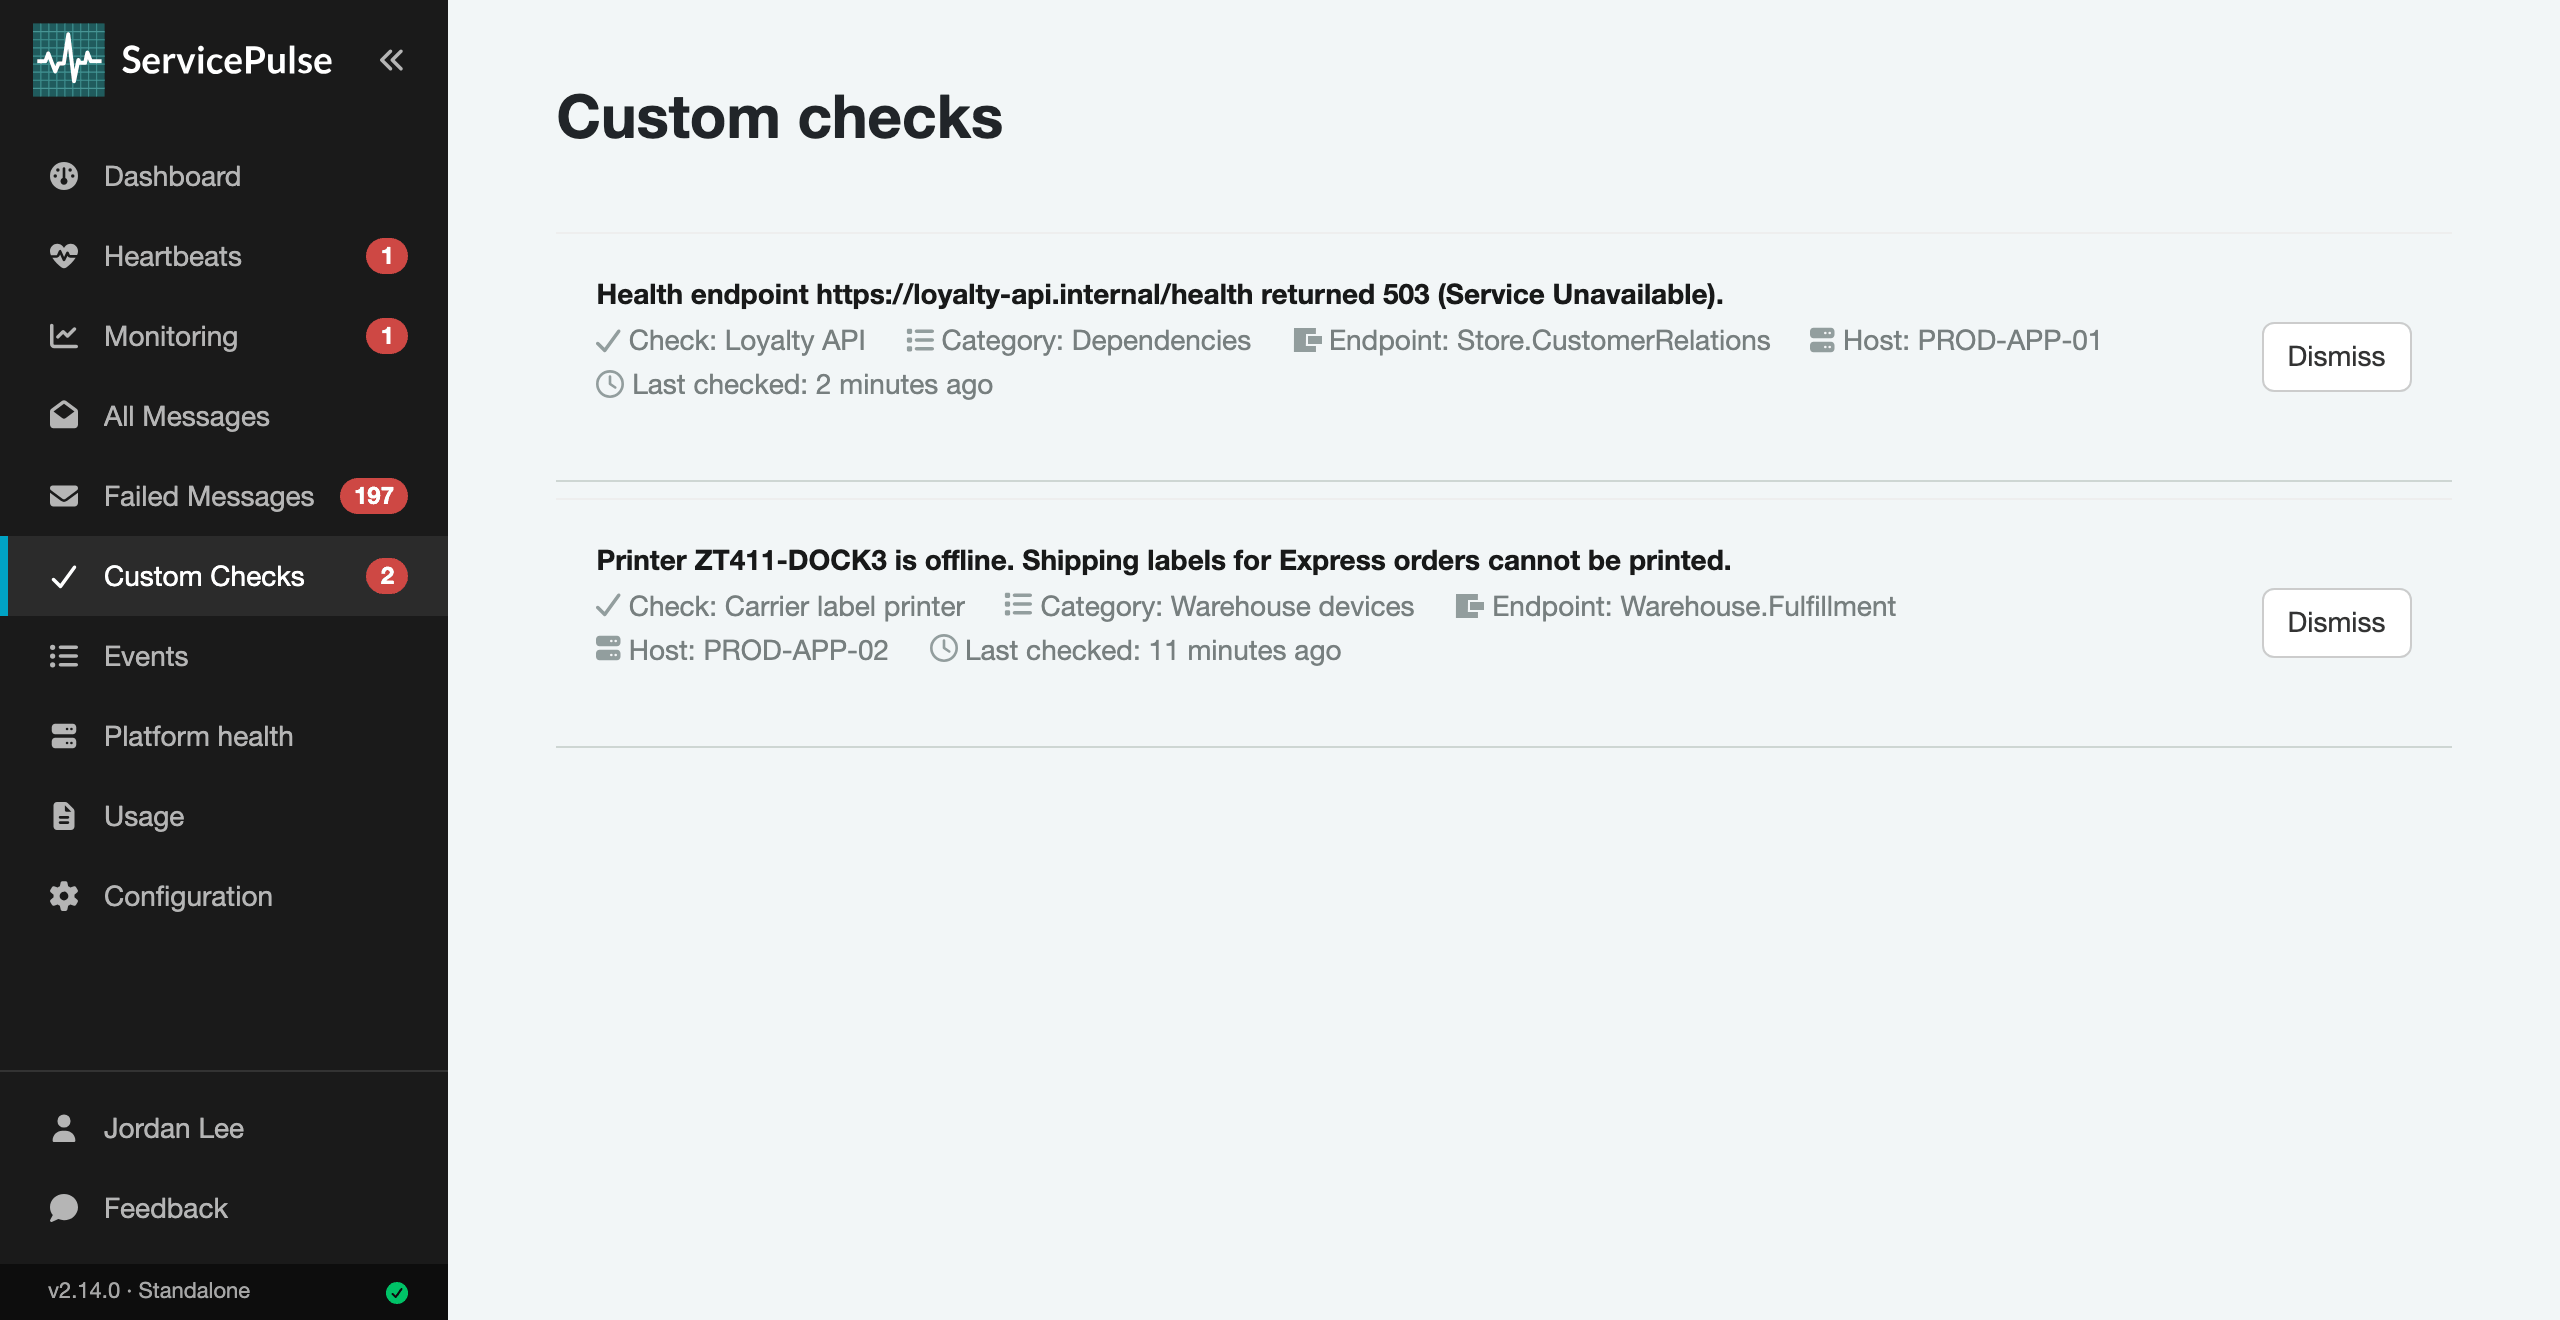 ServicePulse
Dashboard
Heartbeats 1
Monitoring 1
All Messages
Failed Messages 197
Custom Checks 2
Events
Platform health
Usage
Configuration
Jordan Lee
Feedback
v2.14.0 · Standalone
Custom checks
Health endpoint https://loyalty-api.internal/health returned 503 (Service Unavailable).
Check: Loyalty API Category: Dependencies Endpoint: Store.CustomerRelations Host: PROD-APP-01
Last checked: 2 minutes ago
Dismiss
Printer ZT411-DOCK3 is offline. Shipping labels for Express orders cannot be printed.
Check: Carrier label printer Category: Warehouse devices Endpoint: Warehouse.Fulfillment
Host: PROD-APP-02 Last checked: 11 minutes ago
Dismiss